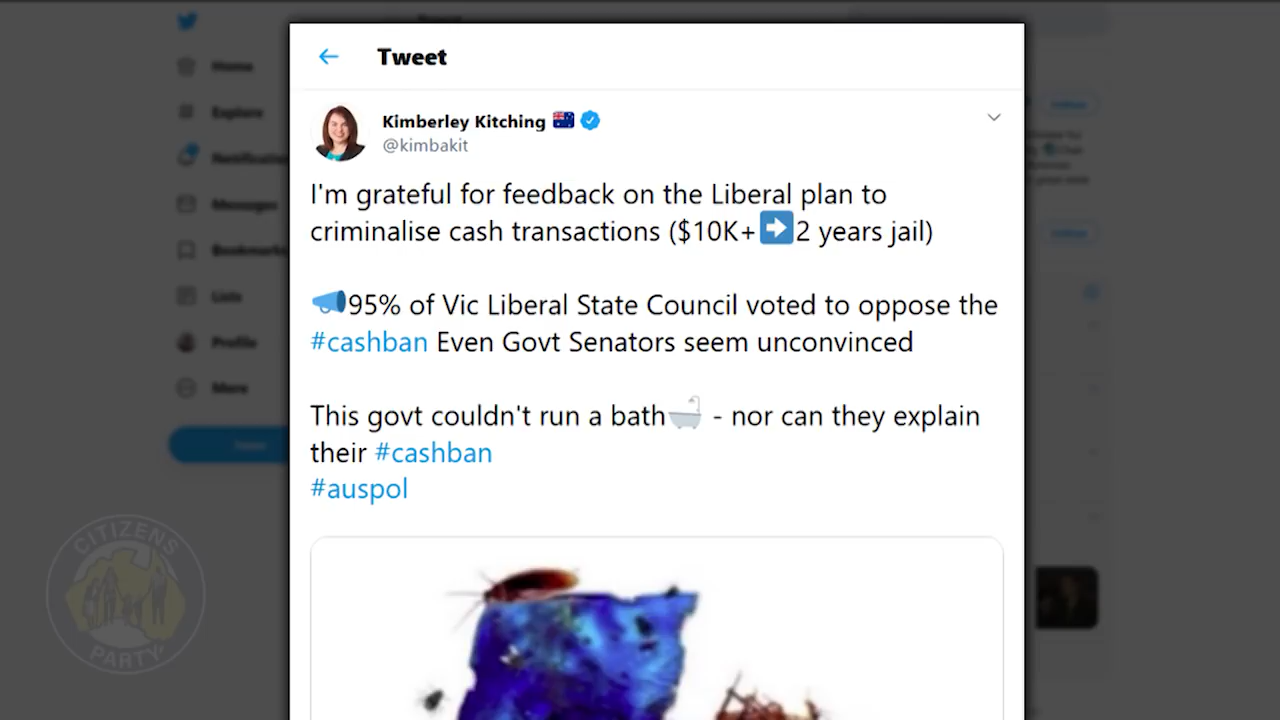 Tweet
Kimberley Kitching
@kimbakit
I'm grateful for feedback on the Liberal plan to
criminalise cash transactions ($10K+➡2 years jail)
📣95% of Vic Liberal State Council voted to oppose the
#cashban Even Govt Senators seem unconvinced
This govt couldn't run a bath🛁 - nor can they explain
their #cashban
#auspol
Home
Explore
Messages
Lists
Profile
More
CITIZENS
PARTY